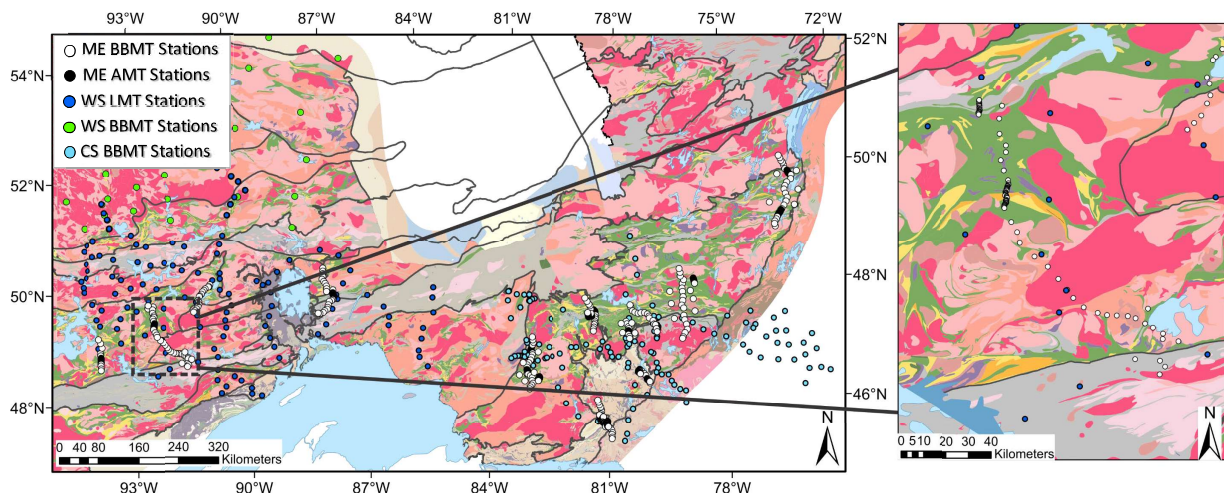 93°W 90°W 87°W 84°W 81°W 78°W 75°W 72°W
ME BBMT Stations
ME AMT Stations
WS LMT Stations
WS BBMT Stations
CS BBMT Stations
54°N
52°N
50°N
48°N
52°N
50°N
48°N
46°N
0 40 80 160 240 320
Kilometers
N
93°W 90°W 87°W 84°W 81°W 78°W
0 5 10 20 30 40
Kilometers
N